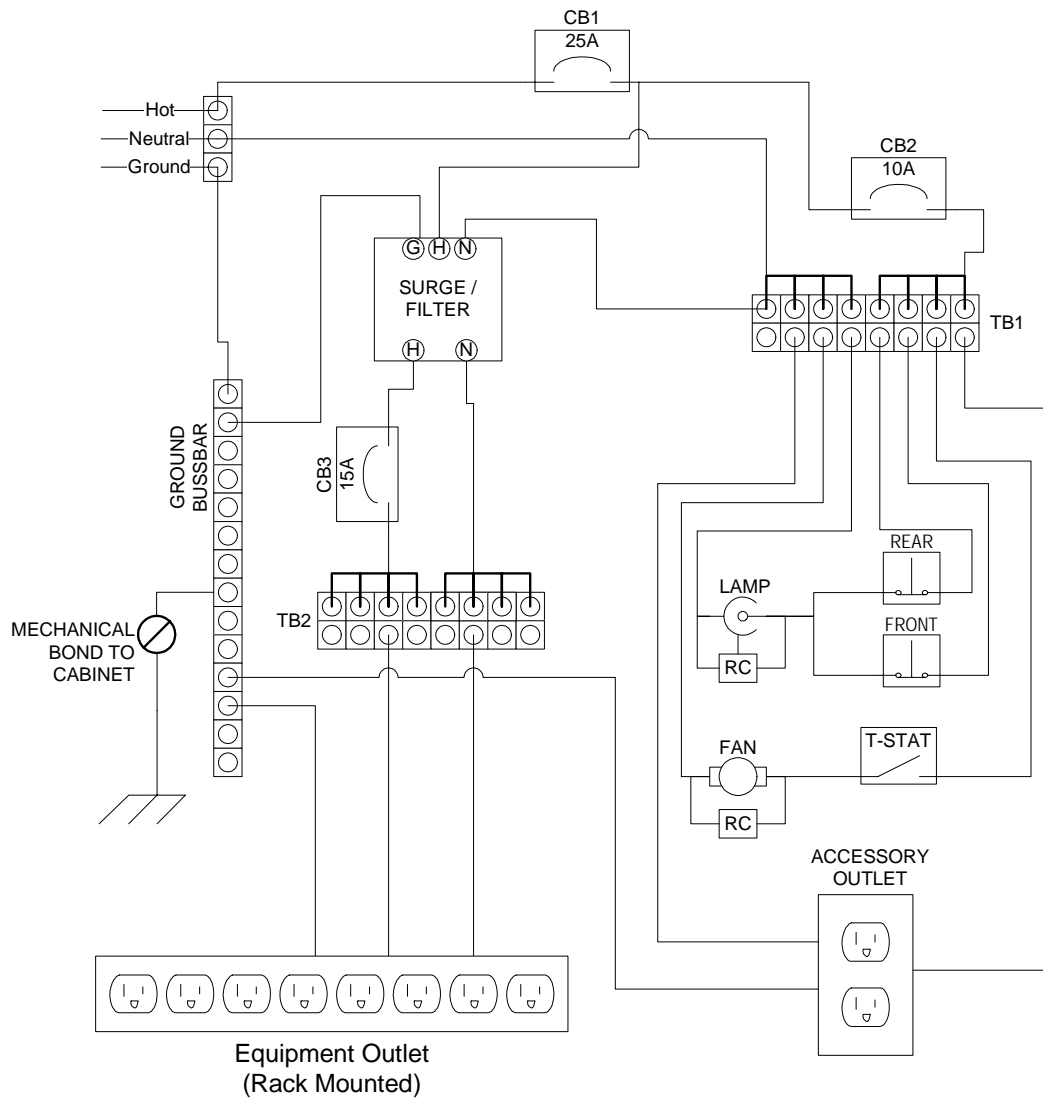 CB1
25A
Hot
Neutral
Ground
CB2
10A
G H N
SURGE /
FILTER
H N
TB1
GROUND
BUSSBAR
CB3
15A
TB2
MECHANICAL
BOND TO
CABINET
REAR
LAMP
FRONT
RC
FAN
T-STAT
RC
ACCESSORY
OUTLET
Equipment Outlet
(Rack Mounted)